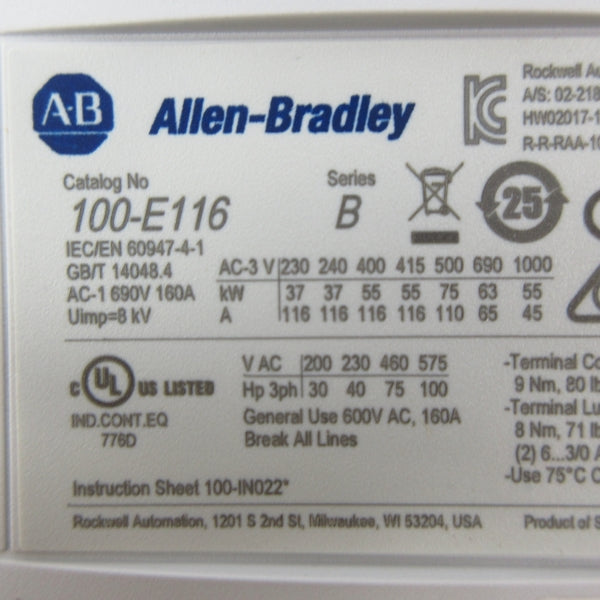 A·B Allen-Bradley
Rockwell Au
A/S: 02-218
HW02017-1
R-R-RAA-10
Catalog No
100-E116
Series
B
25
IEC/EN 60947-4-1
GB/T 14048.4
AC-1 690V 160A
Uimp=8 kV
AC-3 V 230 240 400 415 500 690 1000
kW 37 37 55 55 75 63 55
A 116 116 116 116 110 65 45
C UL US LISTED
IND.CONT.EQ
776D
V AC 200 230 460 575
Hp 3ph 30 40 75 100
General Use 600V AC, 160A
Break All Lines
-Terminal Co
9 Nm, 80 lb
-Terminal Lu
8 Nm, 71 lb
(2) 6...3/0 A
-Use 75°C C
Instruction Sheet 100-IN022*
Rockwell Automation, 1201 S 2nd St, Milwaukee, WI 53204, USA
Product of S